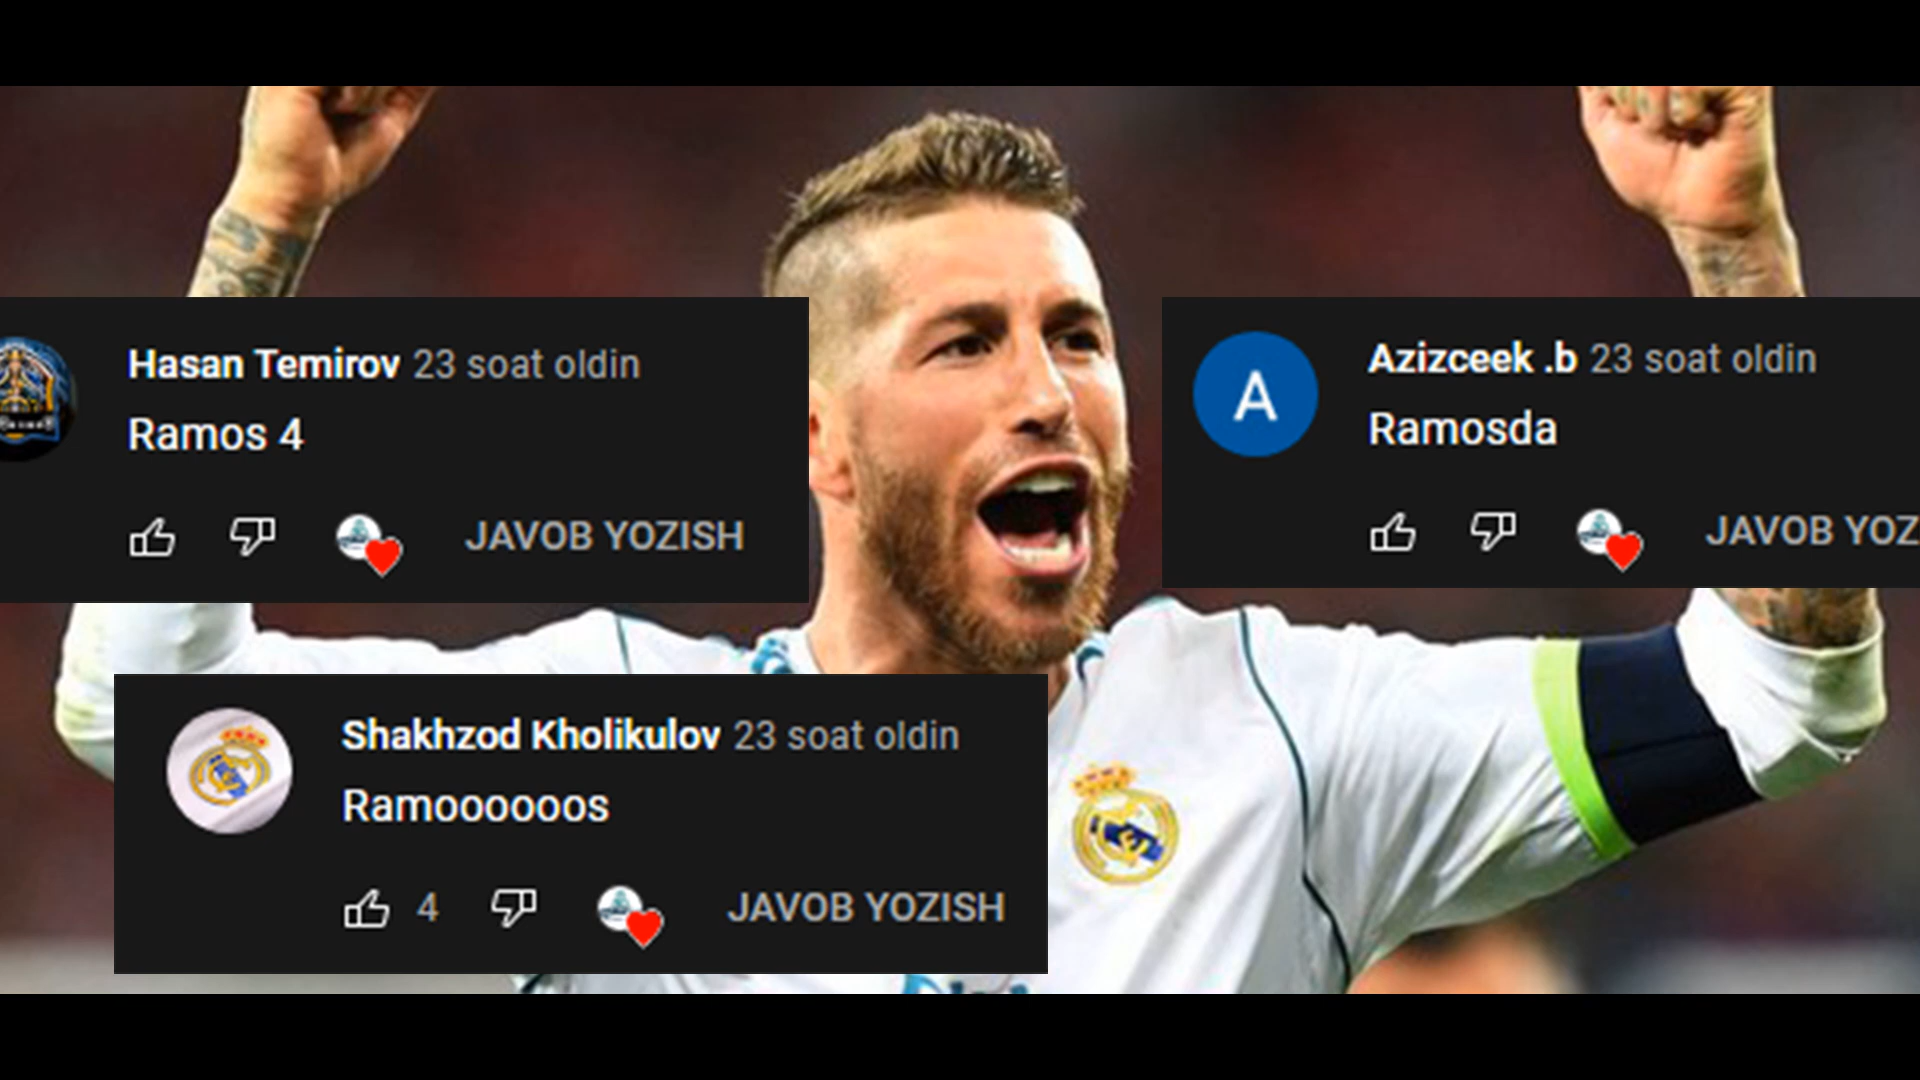 Hasan Temirov 23 soat oldin
Ramos 4
JAVOB YOZISH
Azizceek .b 23 soat oldin
Ramosda
JAVOB YOZ
Shakhzod Kholikulov 23 soat oldin
Ramoooooos
4
JAVOB YOZISH
A